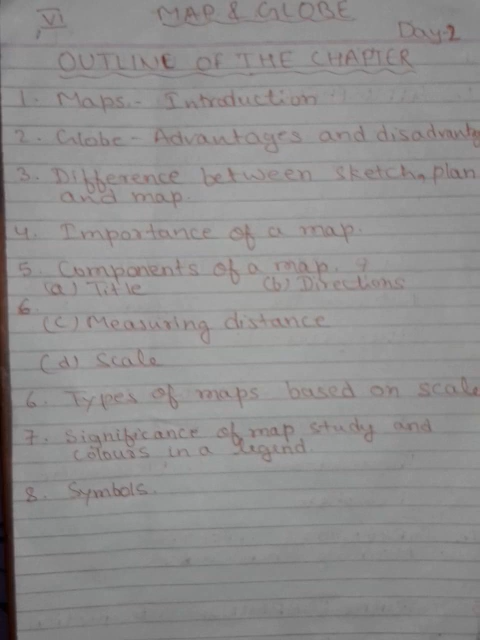 VI
MAP & GLOBE
Day-2
OUTLINE OF THE CHAPTER
1. Maps - Introduction
2. Globe - Advantages and disadvantg
3. Difference between sketch, plan
and map.
4. Importance of a map.
5. Components of a map. ?
(a) Title (b) Directions
6.
(c) Measuring distance
(d) Scale
6. Types of maps based on scale
7. Significance of map study and
colours in a legend.
8. Symbols.